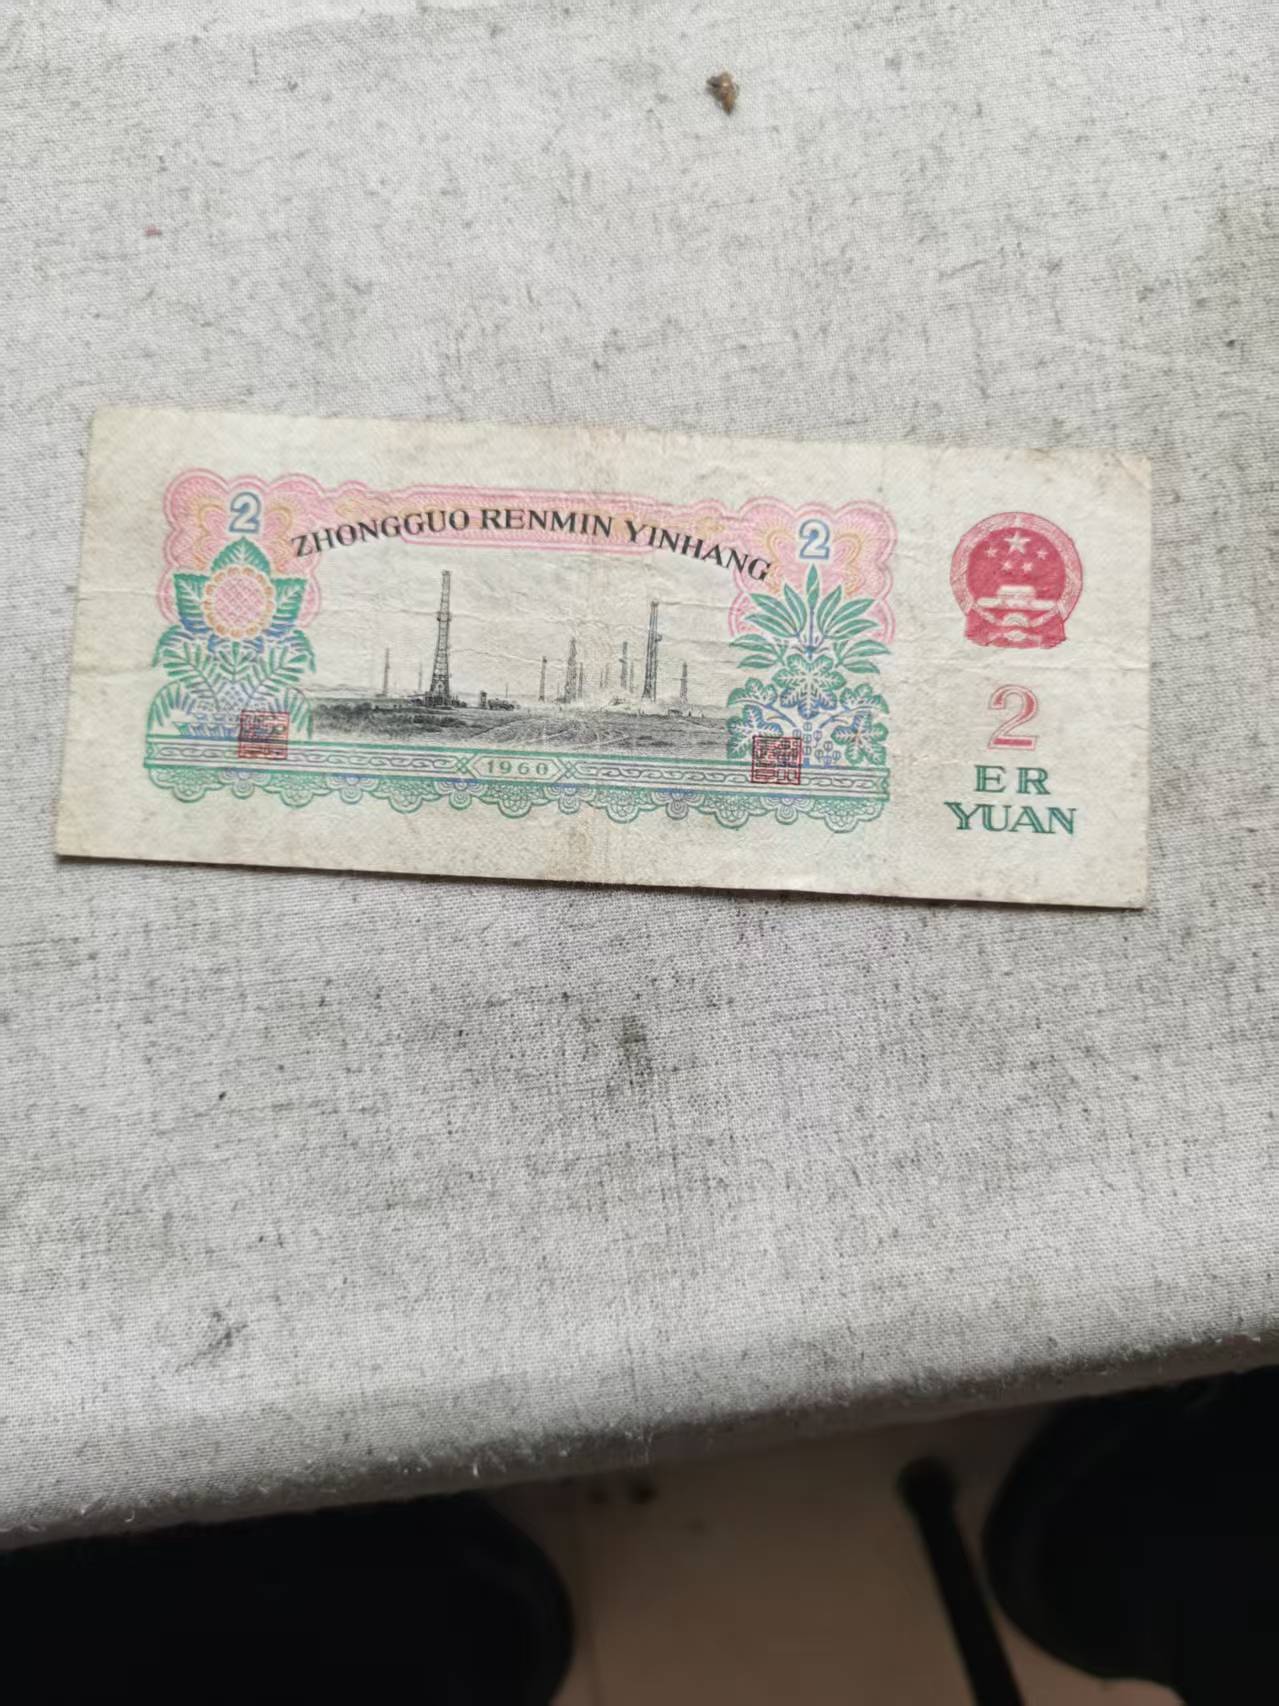 2
ZHONGGUO RENMIN YINHANG
2
1960
2
ER
YUAN